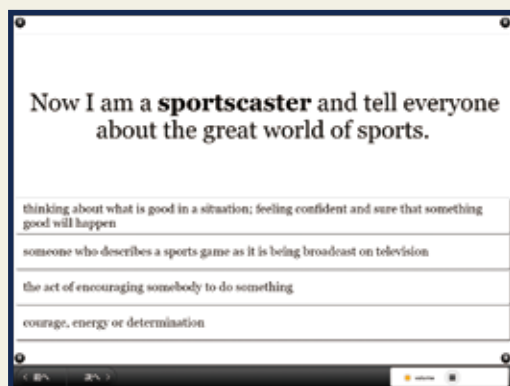 Now I am a sportscaster and tell everyone
about the great world of sports.
thinking about what is good in a situation; feeling confident and sure that something
good will happen
someone who describes a sports game as it is being broadcast on television
the act of encouraging somebody to do something
courage, energy or determination
volume